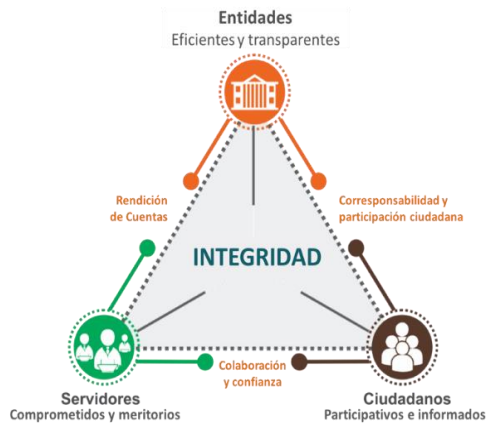 Entidades
Eficientes y transparentes
Rendición
de Cuentas
Corresponsabilidad y
participación ciudadana
INTEGRIDAD
Colaboración
y confianza
Servidores
Comprometidos y meritorios
Ciudadanos
Participativos e informados